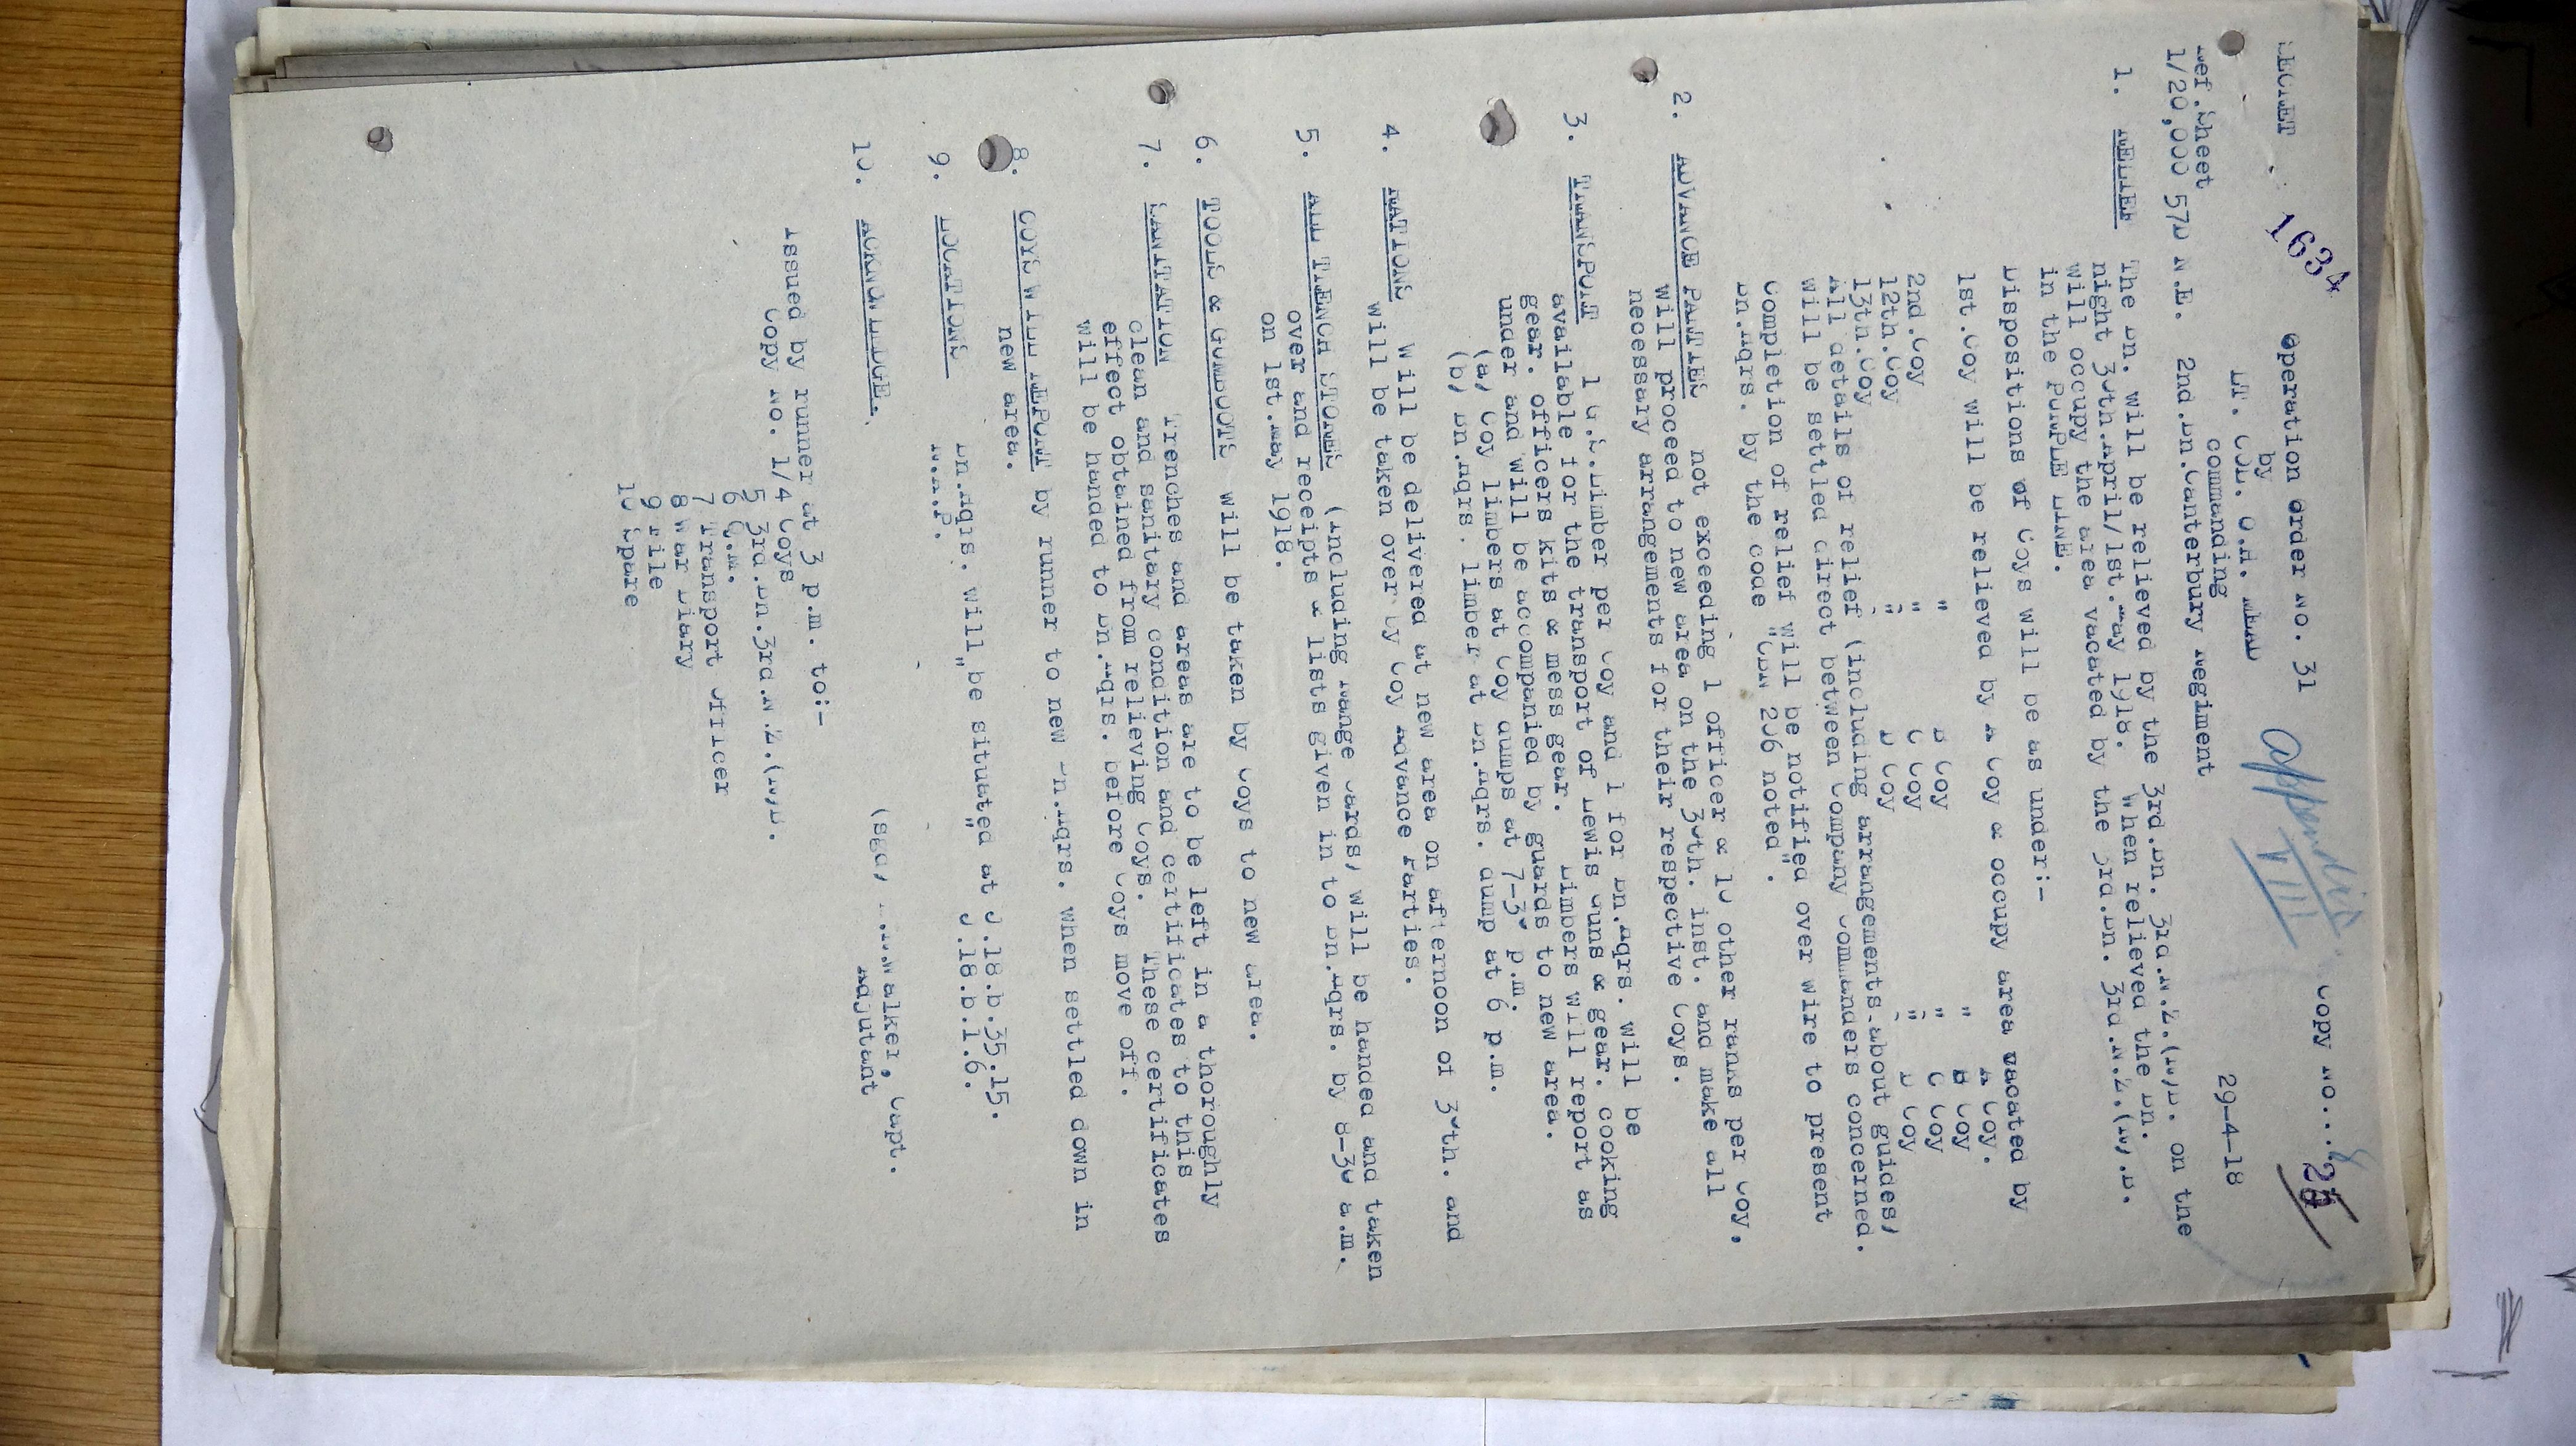 SECRET
1634
Operation Order No. 31
Copy No....8
28
by
LT. COL. O.H. MEAD
commanding
2nd.Bn.Canterbury Regiment
Appendix
VIII
29-4-18
Ref.Sheet
1/20,000 57D N.E.
1. RELIEF The Bn. will be relieved by the 3rd.Bn. 3rd.N.Z.(R)B. on the
night 30th.April/1st.May 1918. When relieved the Bn.
will occupy the area vacated by the 3rd.Bn. 3rd.N.Z.(R).B.
in the PURPLE LINE.
Dispositions of Coys will be as under:-
1st.Coy will be relieved by A Coy & occupy area vacated by
A Coy.
2nd.Coy " B Coy " B Coy
12th.Coy " C Coy " C Coy
13th.Coy " D Coy " D Coy
All details of relief (including arrangements about guides)
will be settled direct between Company Commanders concerned.
Completion of relief will be notified over wire to present
Bn.Hqrs. by the code "CBN 206 noted".
2. ADVANCE PARTIES not exceeding 1 officer & 10 other ranks per Coy,
will proceed to new area on the 30th. inst. and make all
necessary arrangements for their respective Coys.
3. TRANSPORT 1 G.S.Limber per Coy and 1 for Bn.Hqrs. will be
available for the transport of Lewis Guns & gear. cooking
gear. officers kits & mess gear. Limbers will report as
under and will be accompanied by guards to new area.
(a) Coy limbers at Coy dumps at 7-30 p.m.
(b) Bn.Hqrs. limber at Bn.Hqrs. dump at 6 p.m.
4. RATIONS Will be delivered at new area on afternoon of 30th. and
will be taken over by Coy Advance Parties.
5. ALL TRENCH STORES (including Range Cards) will be handed and taken
over and receipts & lists given in to Bn.Hqrs. by 8-30 a.m.
on 1st.May 1918.
6. TOOLS & GUMBOOTS will be taken by Coys to new area.
7. SANITATION Trenches and areas are to be left in a thoroughly
clean and sanitary condition and certificates to this
effect obtained from relieving Coys. These certificates
will be handed to Bn.Hqrs. before Coys move off.
8. COYS WILL REPORT by runner to new Bn.Hqrs. when settled down in
new area.
9. LOCATIONS Bn.Hqrs. will be situated at J.18.b.35.15.
R.A.P. " " J.18.b.1.6.
10. ACKNOWLEDGE.
(Sgd) Walker, Capt.
Adjutant
Issued by runner at 3 p.m. to:-
Copy No. 1/4 Coys
5 3rd.Bn.3rd.N.Z.(R)B.
6 Q.M.
7 Transport Officer
8 War Diary
9 File
10 Spare